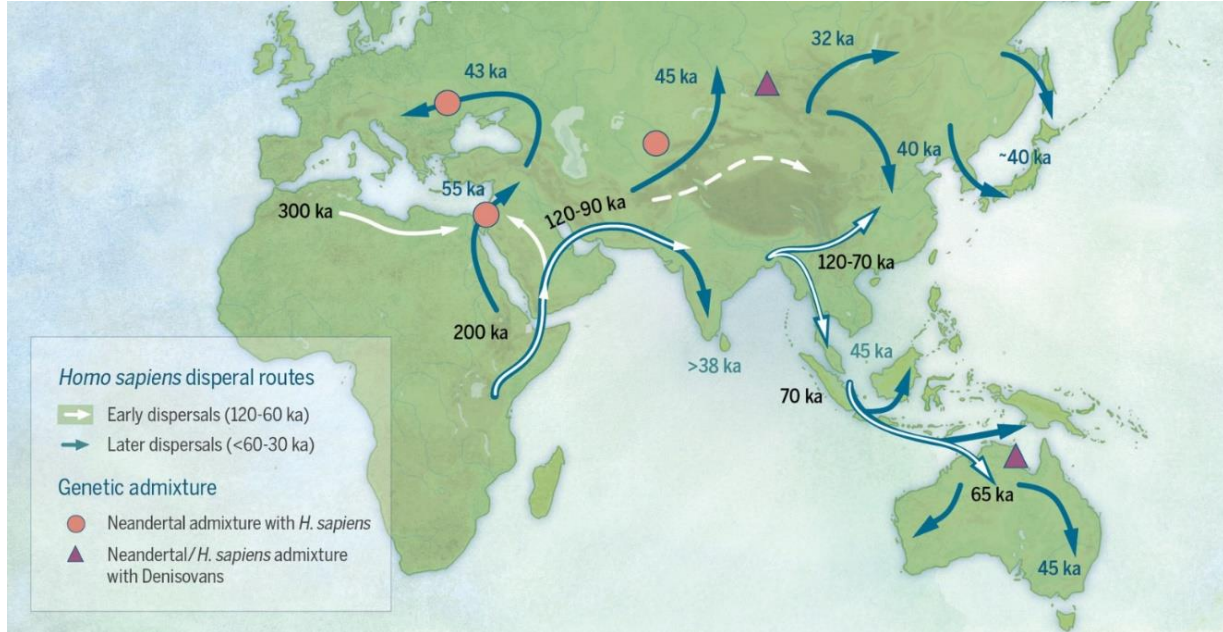 32 ka
43 ka
45 ka
40 ka
~40 ka
55 ka
300 ka
120-90 ka
120-70 ka
200 ka
>38 ka
45 ka
70 ka
65 ka
45 ka
Homo sapiens disperal routes
Early dispersals (120-60 ka)
Later dispersals (<60-30 ka)
Genetic admixture
Neandertal admixture with H. sapiens
Neandertal/H. sapiens admixture
with Denisovans